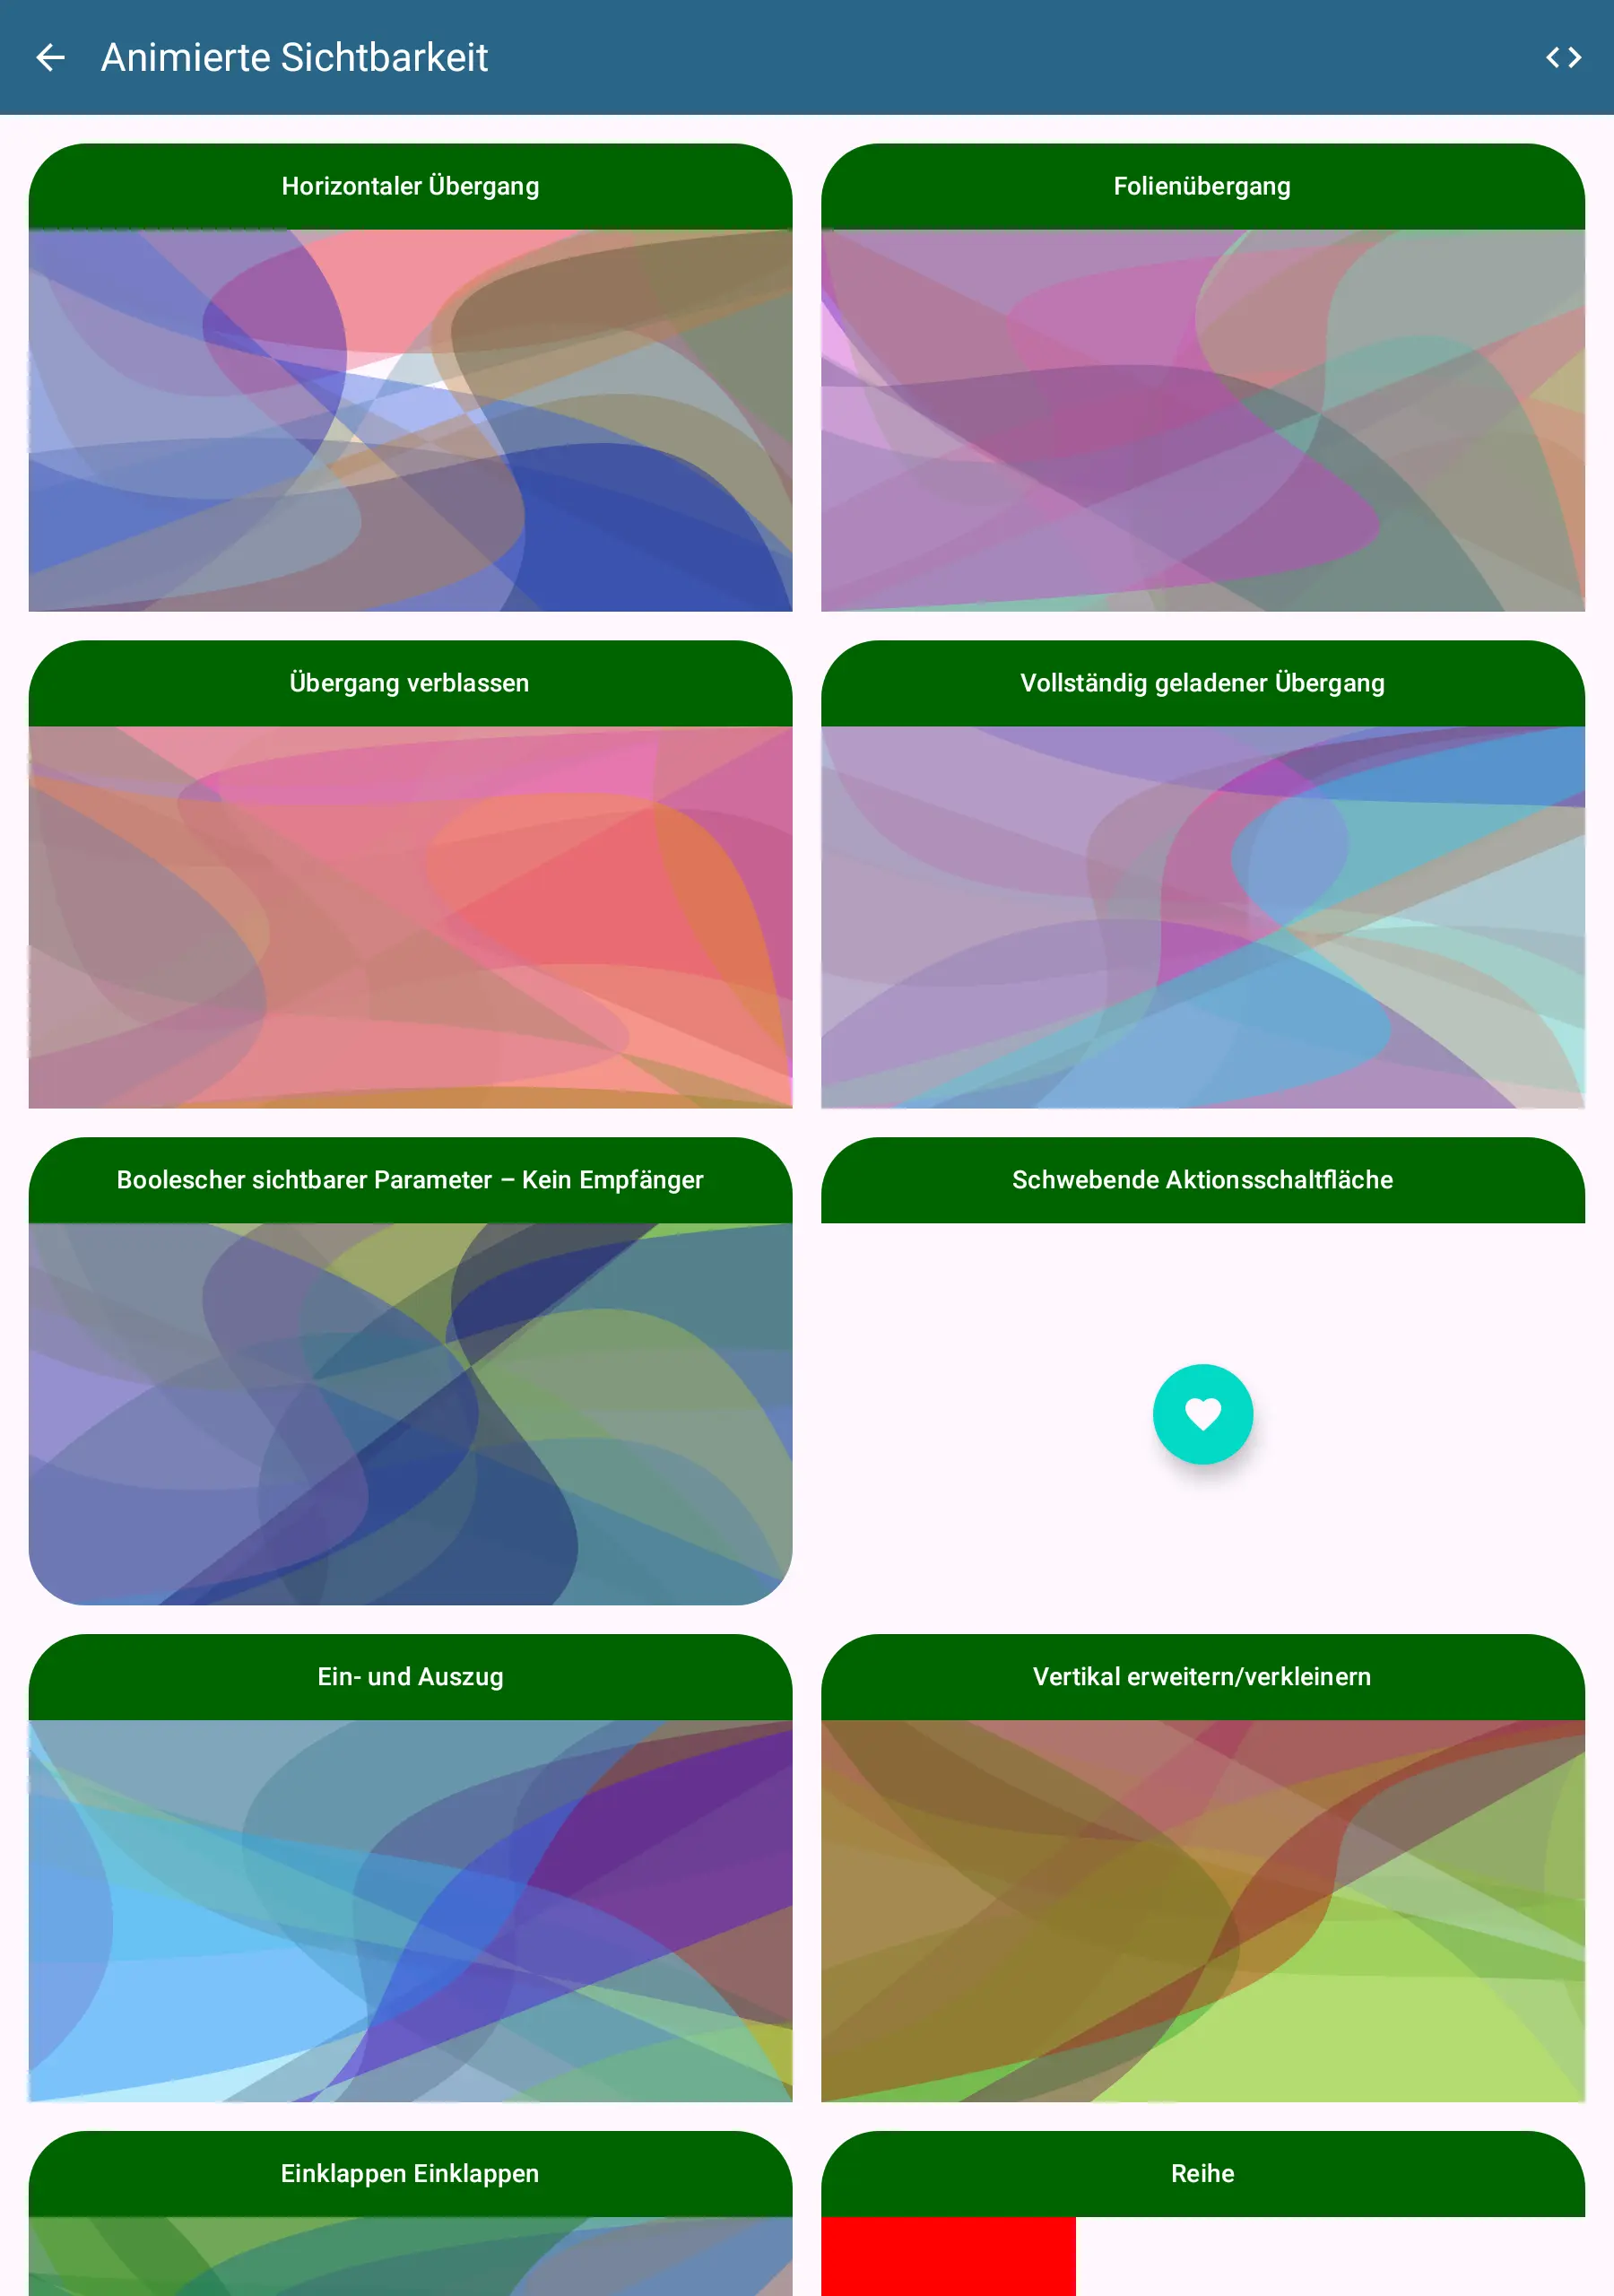 Animierte Sichtbarkeit
Horizontaler Übergang
Folienübergang
Übergang verblassen
Vollständig geladener Übergang
Boolescher sichtbarer Parameter – Kein Empfänger
Schwebende Aktionsschaltfläche
Ein- und Auszug
Vertikal erweitern/verkleinern
Einklappen Einklappen
Reihe